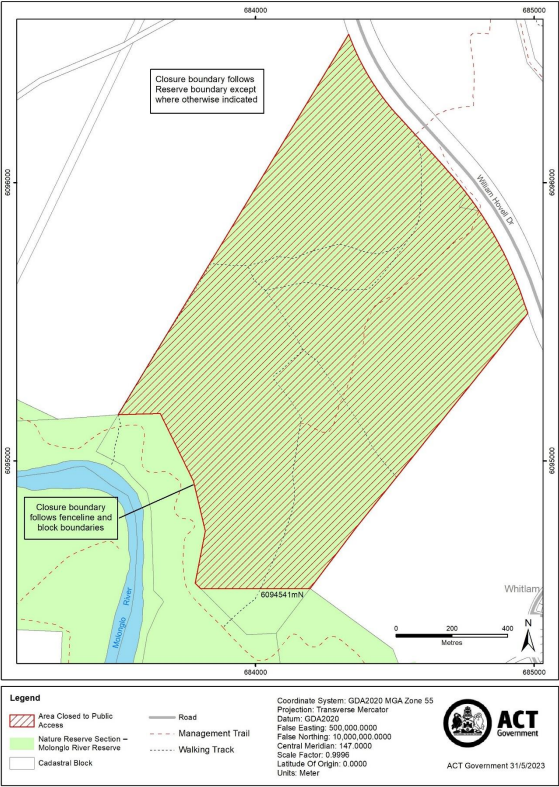 684000
685000
Closure boundary follows
Reserve boundary except
where otherwise indicated
6096000
6096000
William Hovell Dr
6095000
6095000
Closure boundary
follows fenceline and
block boundaries
Molonglo River
6094541mN
Whitlam
0
200
400
Metres
N
684000
685000
Legend
Area Closed to Public
Access
Nature Reserve Section –
Molonglo River Reserve
Cadastral Block
Road
Management Trail
Walking Track
Coordinate System: GDA2020 MGA Zone 55
Projection: Transverse Mercator
Datum: GDA2020
False Easting: 500,000.0000
False Northing: 10,000,000.0000
Central Meridian: 147.0000
Scale Factor: 0.9996
Latitude Of Origin: 0.0000
Units: Meter
ACT
Government
ACT Government 31/5/2023